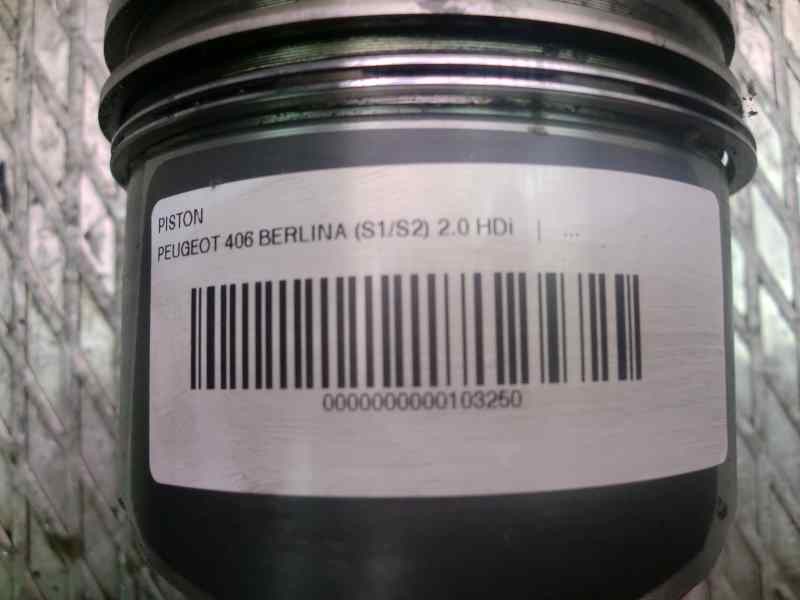 PISTON
PEUGEOT 406 BERLINA (S1/S2) 2.0 HDi | ...
0000000000103250